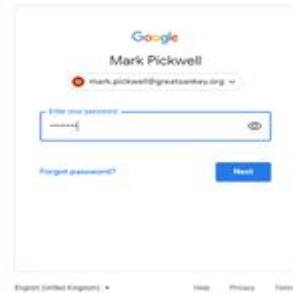 Google
Mark Pickwell
mark.pickwell@greatsankey.org
Enter your password
Forgot password?
Next
English (United Kingdom)
Help Privacy Terms